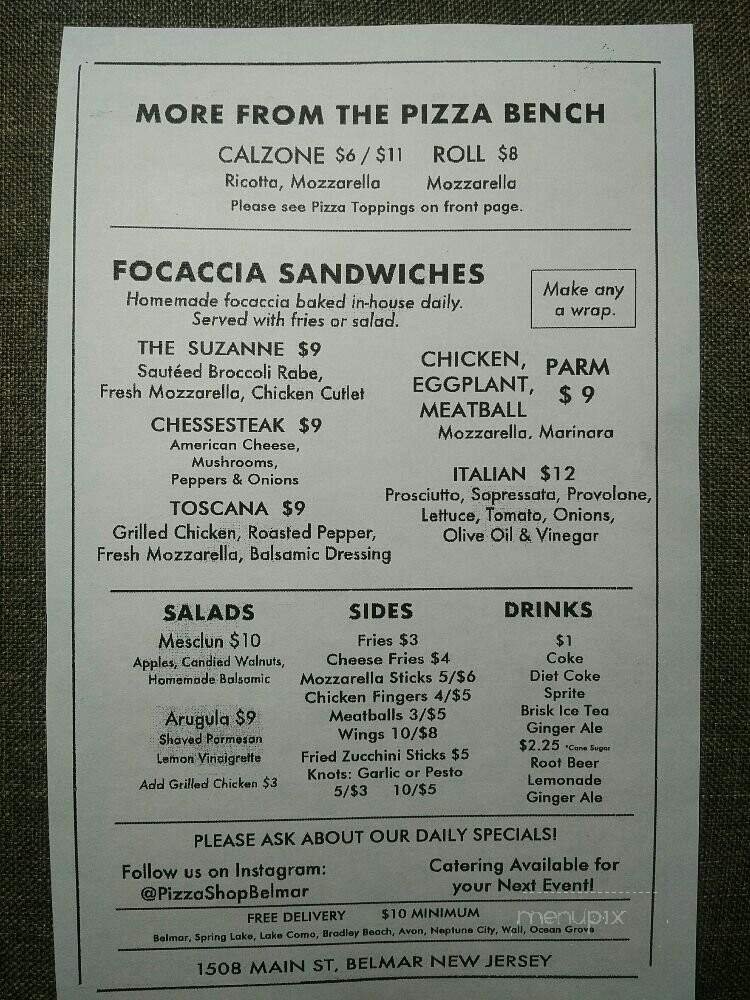 MORE FROM THE PIZZA BENCH
CALZONE $6 / $11 ROLL $8
Ricotta, Mozzarella Mozzarella
Please see Pizza Toppings on front page.
FOCACCIA SANDWICHES
Homemade focaccia baked in-house daily.
Served with fries or salad.
Make any
a wrap.
THE SUZANNE $9
Sautéed Broccoli Rabe,
Fresh Mozzarella, Chicken Cutlet
CHESSESTEAK $9
American Cheese,
Mushrooms,
Peppers & Onions
TOSCANA $9
Grilled Chicken, Roasted Pepper,
Fresh Mozzarella, Balsamic Dressing
CHICKEN,
EGGPLANT,
MEATBALL
PARM
$ 9
Mozzarella, Marinara
ITALIAN $12
Prosciutto, Sopressata, Provolone,
Lettuce, Tomato, Onions,
Olive Oil & Vinegar
SALADS
Mesclun $10
Apples, Candied Walnuts,
Homemade Balsamic
Arugula $9
Shaved Parmesan
Lemon Vinaigrette
Add Grilled Chicken $3
SIDES
Fries $3
Cheese Fries $4
Mozzarella Sticks 5/$6
Chicken Fingers 4/$5
Meatballs 3/$5
Wings 10/$8
Fried Zucchini Sticks $5
Knots: Garlic or Pesto
5/$3 10/$5
DRINKS
$1
Coke
Diet Coke
Sprite
Brisk Ice Tea
Ginger Ale
$2.25 *Cane Sugar
Root Beer
Lemonade
Ginger Ale
PLEASE ASK ABOUT OUR DAILY SPECIALS!
Follow us on Instagram:
@PizzaShopBelmar
Catering Available for
your Next Event!
FREE DELIVERY $10 MINIMUM
Belmar, Spring Lake, Lake Como, Bradley Beach, Avon, Neptune City, Wall, Ocean Grove
1508 MAIN ST, BELMAR NEW JERSEY
menupix